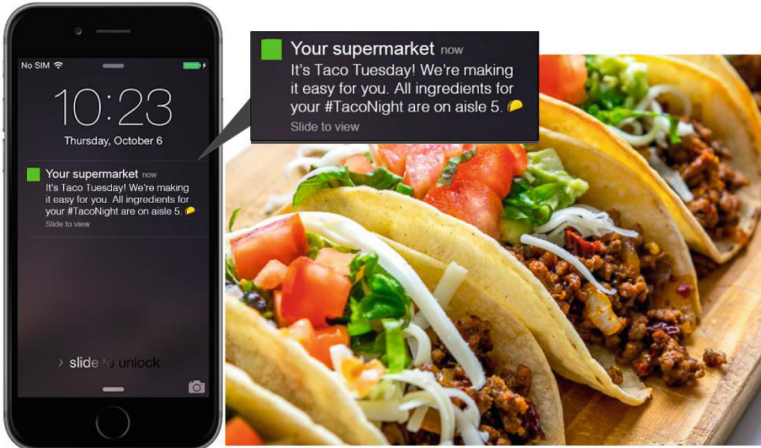 No SIM
10:23
Thursday, October 6
Your supermarket now
It's Taco Tuesday! We're making
it easy for you. All ingredients for
your #TacoNight are on aisle 5. 🌮
Slide to view
> slide to unlock
Your supermarket now
It's Taco Tuesday! We're making
it easy for you. All ingredients for
your #TacoNight are on aisle 5. 🌮
Slide to view